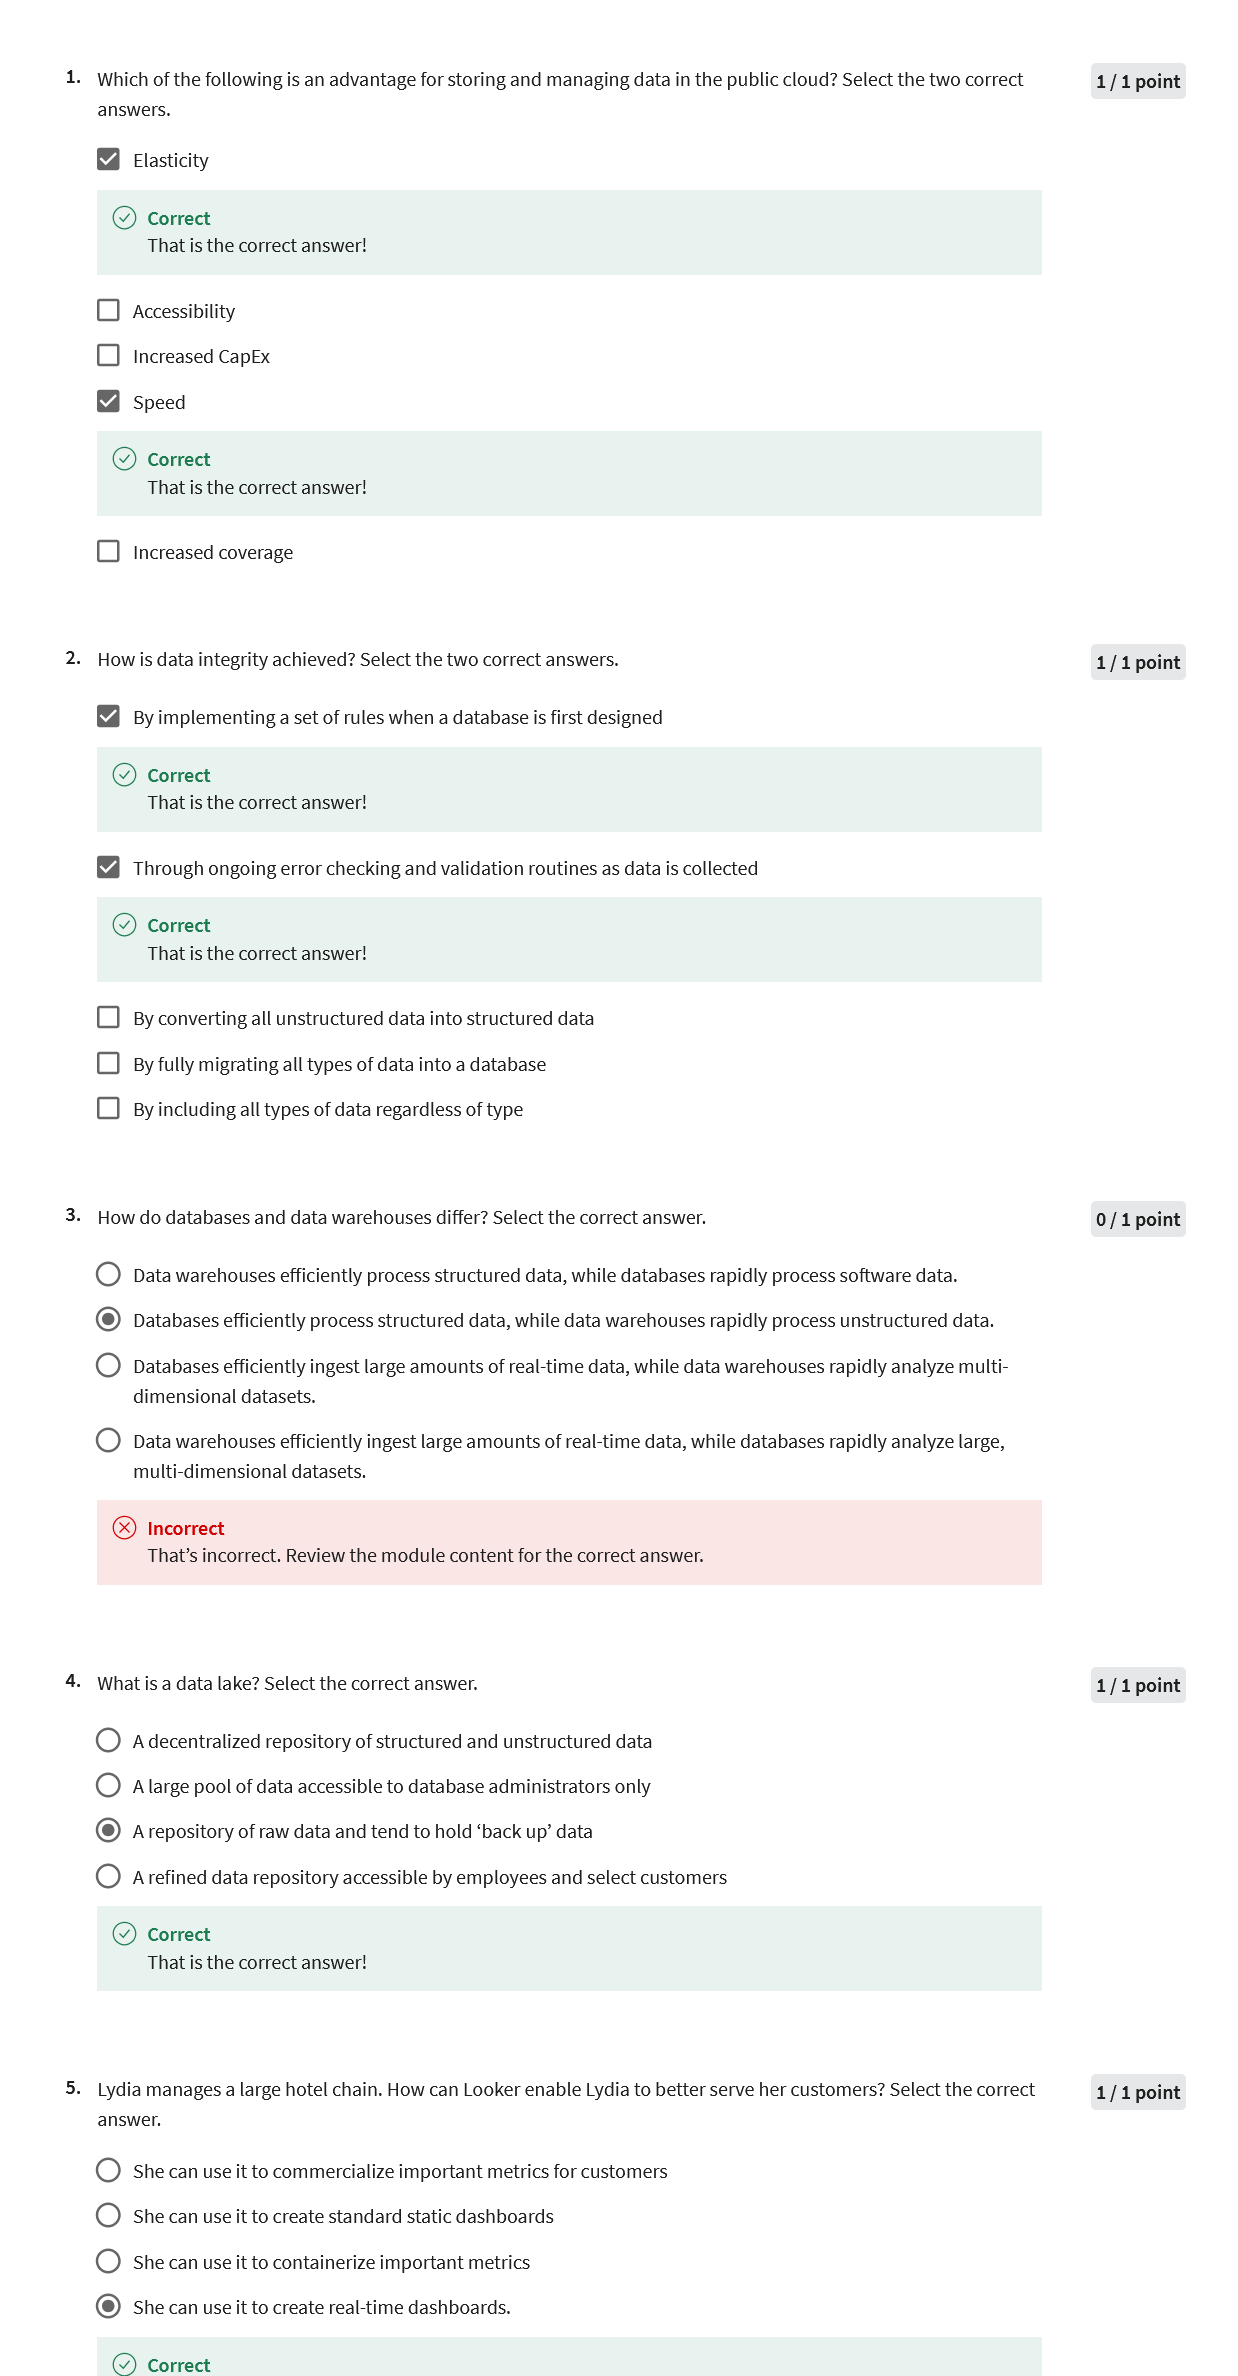 1. Which of the following is an advantage for storing and managing data in the public cloud? Select the two correct
answers.
1 / 1 point
Elasticity
Correct
That is the correct answer!
Accessibility
Increased CapEx
Speed
Correct
That is the correct answer!
Increased coverage
2. How is data integrity achieved? Select the two correct answers.
1 / 1 point
By implementing a set of rules when a database is first designed
Correct
That is the correct answer!
Through ongoing error checking and validation routines as data is collected
Correct
That is the correct answer!
By converting all unstructured data into structured data
By fully migrating all types of data into a database
By including all types of data regardless of type
3. How do databases and data warehouses differ? Select the correct answer.
0 / 1 point
Data warehouses efficiently process structured data, while databases rapidly process software data.
Databases efficiently process structured data, while data warehouses rapidly process unstructured data.
Databases efficiently ingest large amounts of real-time data, while data warehouses rapidly analyze multi-
dimensional datasets.
Data warehouses efficiently ingest large amounts of real-time data, while databases rapidly analyze large,
multi-dimensional datasets.
Incorrect
That’s incorrect. Review the module content for the correct answer.
4. What is a data lake? Select the correct answer.
1 / 1 point
A decentralized repository of structured and unstructured data
A large pool of data accessible to database administrators only
A repository of raw data and tend to hold ‘back up’ data
A refined data repository accessible by employees and select customers
Correct
That is the correct answer!
5. Lydia manages a large hotel chain. How can Looker enable Lydia to better serve her customers? Select the correct
answer.
1 / 1 point
She can use it to commercialize important metrics for customers
She can use it to create standard static dashboards
She can use it to containerize important metrics
She can use it to create real-time dashboards.
Correct